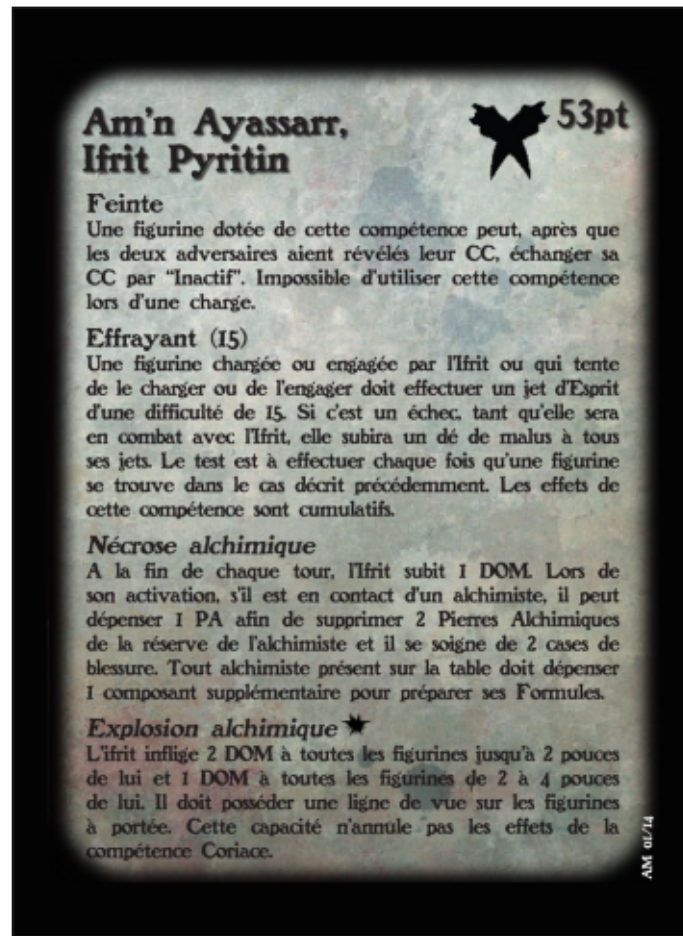 Am'n Ayassarr,
Ifrit Pyritin
53pt
Feinte
Une figurine dotée de cette compétence peut, après que
les deux adversaires aient révélés leur CC, échanger sa
CC par “Inactif”. Impossible d'utiliser cette compétence
lors d'une charge.
Effrayant (15)
Une figurine chargée ou engagée par l'Ifrit ou qui tente
de le charger ou de l'engager doit effectuer un jet d'Esprit
d'une difficulté de 15. Si c'est un échec, tant qu'elle sera
en combat avec l'Ifrit, elle subira un dé de malus à tous
ses jets. Le test est à effectuer chaque fois qu'une figurine
se trouve dans le cas décrit précédemment. Les effets de
cette compétence sont cumulatifs.
Nécrose alchimique
A la fin de chaque tour, l'Ifrit subit 1 DOM. Lors de
son activation, s'il est en contact d'un alchimiste, il peut
dépenser 1 PA afin de supprimer 2 Pierres Alchimiques
de la réserve de l'alchimiste et il se soigne de 2 cases de
blessure. Tout alchimiste présent sur la table doit dépenser
1 composant supplémentaire pour préparer ses Formules.
Explosion alchimique
L'ifrit inflige 2 DOM à toutes les figurines jusqu'à 2 pouces
de lui et 1 DOM à toutes les figurines de 2 à 4 pouces
de lui. Il doit posséder une ligne de vue sur les figurines
à portée. Cette capacité n'annule pas les effets de la
compétence Coriace.
AM 01/14